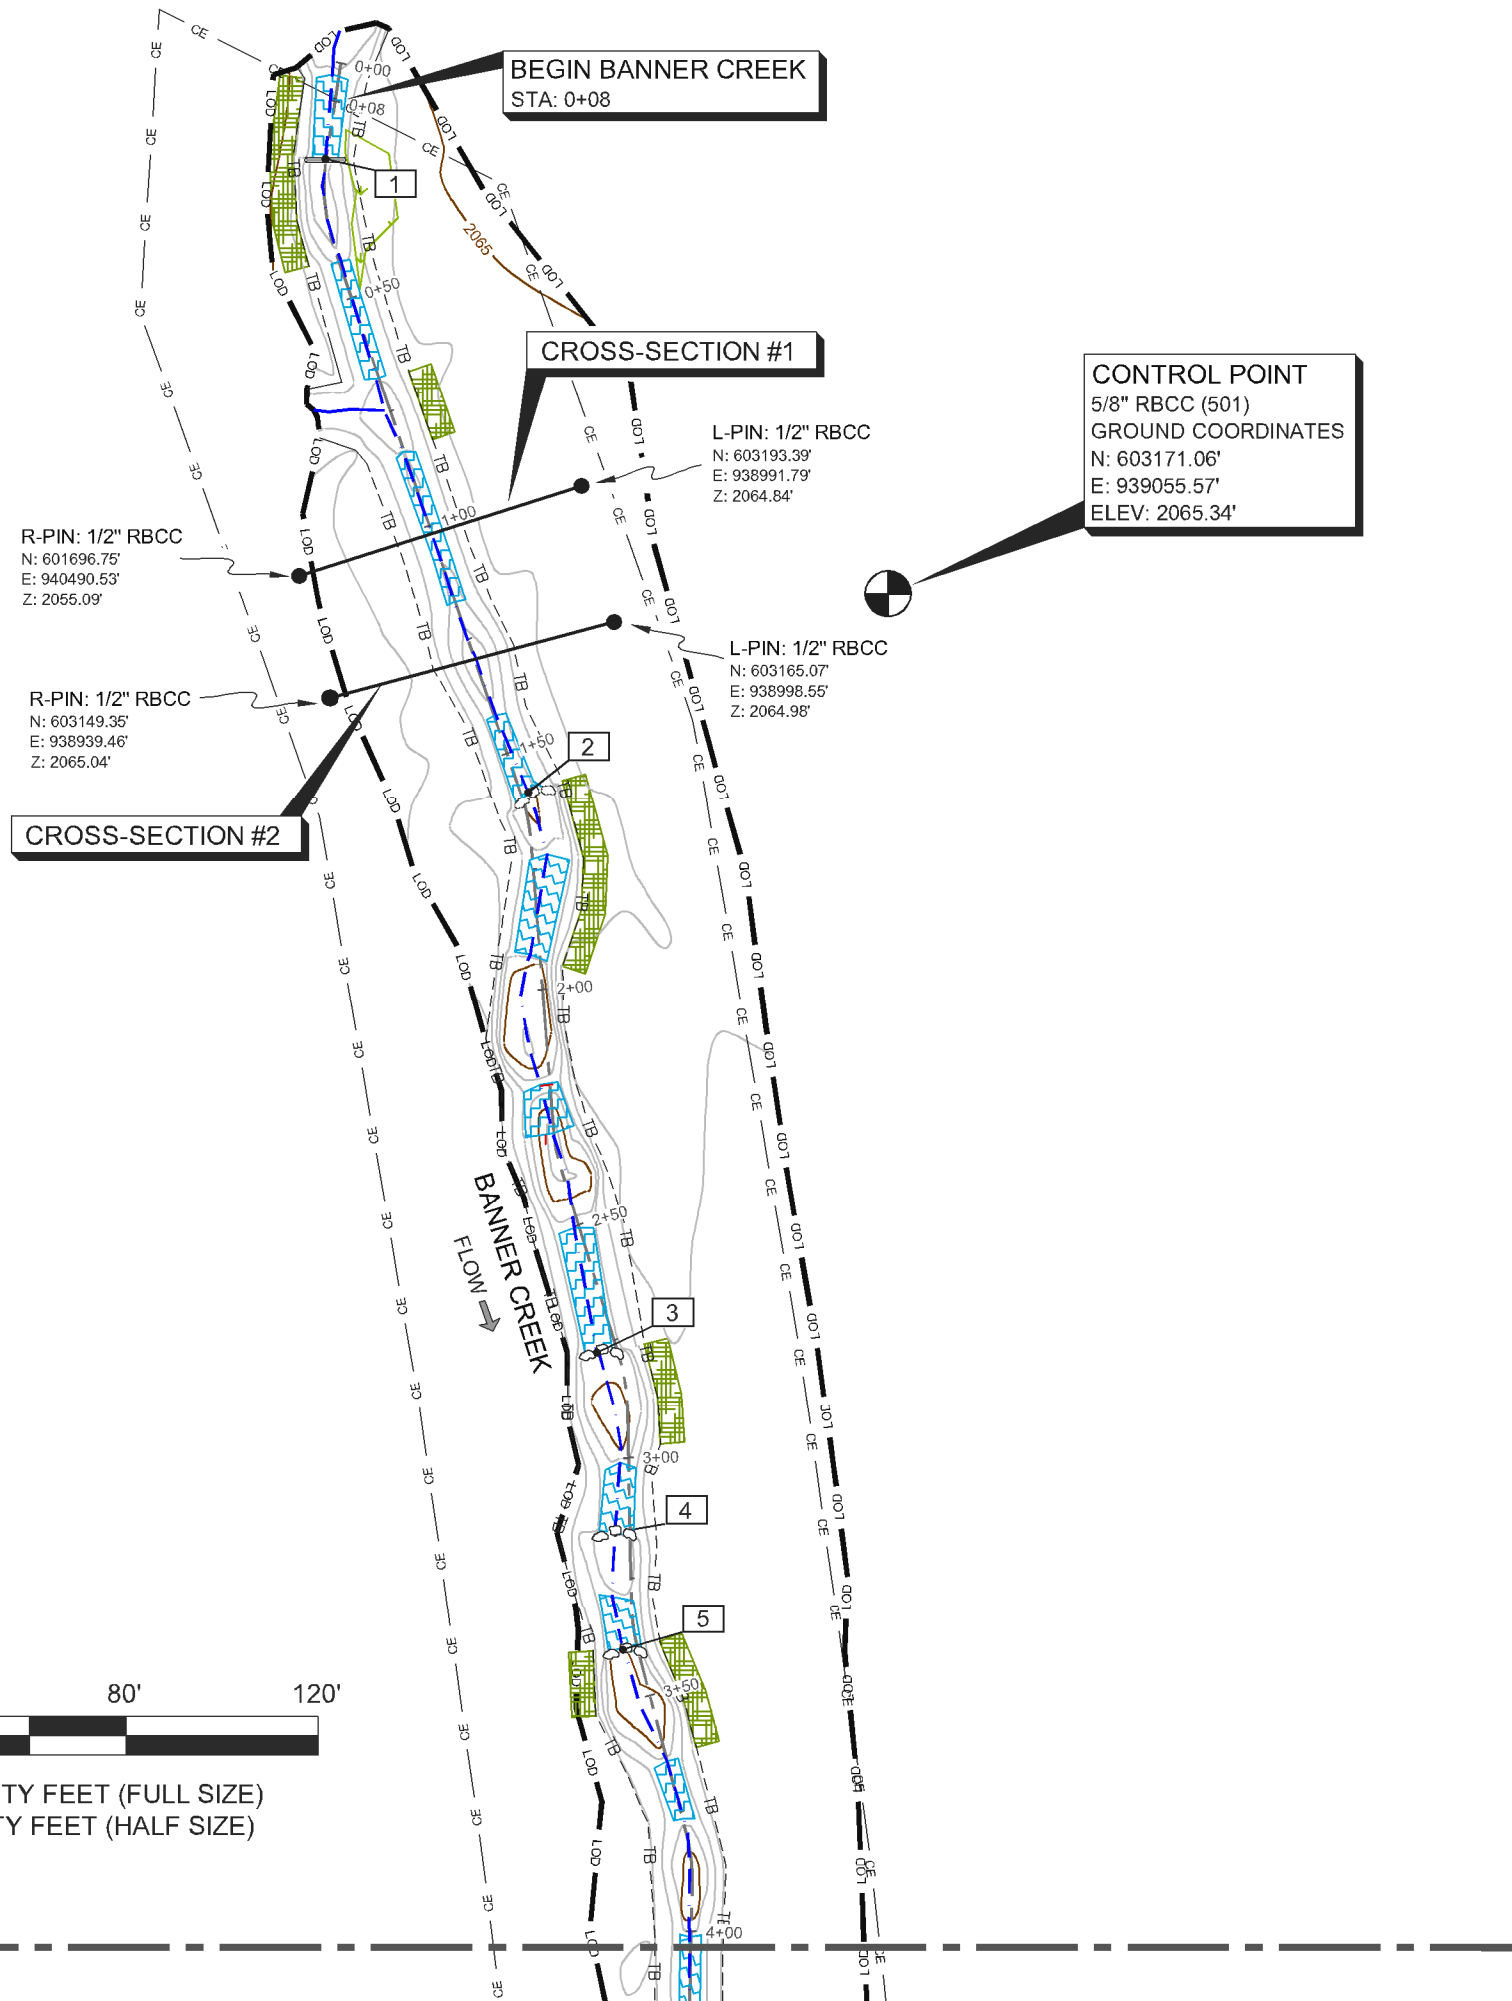 BEGIN BANNER CREEK
STA: 0+08
0+00
0+08
1
2065
0+50
CROSS-SECTION #1
CONTROL POINT
5/8" RBCC (501)
GROUND COORDINATES
N: 603171.06'
E: 939055.57'
ELEV: 2065.34'
L-PIN: 1/2" RBCC
N: 603193.39'
E: 938991.79'
Z: 2064.84'
1+00
R-PIN: 1/2" RBCC
N: 601696.75'
E: 940490.53'
Z: 2055.09'
L-PIN: 1/2" RBCC
N: 603165.07'
E: 938998.55'
Z: 2064.98'
R-PIN: 1/2" RBCC
N: 603149.35'
E: 938939.46'
Z: 2065.04'
1+50
2
CROSS-SECTION #2
2+00
2+50
BANNER CREEK
FLOW
3
3+00
4
5
3+50
80'
120'
TY FEET (FULL SIZE)
TY FEET (HALF SIZE)
4+00
CE
LOD
TB